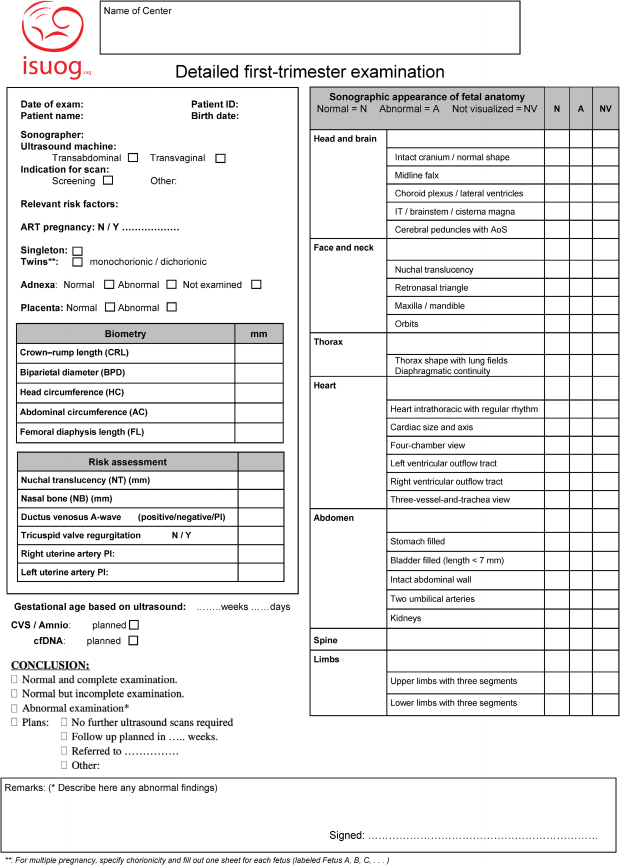 isuog.org
Name of Center
Detailed first-trimester examination
Date of exam: Patient ID:
Patient name: Birth date:
Sonographer:
Ultrasound machine:
Transabdominal □ Transvaginal □
Indication for scan:
Screening □ Other:
Relevant risk factors:
ART pregnancy: N / Y ……………..
Singleton: □
Twins**: □ monochorionic / dichorionic
Adnexa: Normal □ Abnormal □ Not examined □
Placenta: Normal □ Abnormal □
Biometry mm
Crown–rump length (CRL)
Biparietal diameter (BPD)
Head circumference (HC)
Abdominal circumference (AC)
Femoral diaphysis length (FL)
Risk assessment
Nuchal translucency (NT) (mm)
Nasal bone (NB) (mm)
Ductus venosus A-wave (positive/negative/PI)
Tricuspid valve regurgitation N / Y
Right uterine artery PI:
Left uterine artery PI:
Gestational age based on ultrasound: ……..weeks ……days
CVS / Amnio: planned □
cfDNA: planned □
CONCLUSION:
□ Normal and complete examination.
□ Normal but incomplete examination.
□ Abnormal examination*
□ Plans: □ No further ultrasound scans required
□ Follow up planned in ….. weeks.
□ Referred to ……………
□ Other:
Sonographic appearance of fetal anatomy
Normal = N Abnormal = A Not visualized = NV N A NV
Head and brain
Intact cranium / normal shape
Midline falx
Choroid plexus / lateral ventricles
IT / brainstem / cisterna magna
Cerebral peduncles with AoS
Face and neck
Nuchal translucency
Retronasal triangle
Maxilla / mandible
Orbits
Thorax
Thorax shape with lung fields
Diaphragmatic continuity
Heart
Heart intrathoracic with regular rhythm
Cardiac size and axis
Four-chamber view
Left ventricular outflow tract
Right ventricular outflow tract
Three-vessel-and-trachea view
Abdomen
Stomach filled
Bladder filled (length < 7 mm)
Intact abdominal wall
Two umbilical arteries
Kidneys
Spine
Limbs
Upper limbs with three segments
Lower limbs with three segments
Remarks: (* Describe here any abnormal findings)
Signed: ……………………………………………………………
**: For multiple pregnancy, specify chorionicity and fill out one sheet for each fetus (labeled Fetus A, B, C, . . . )